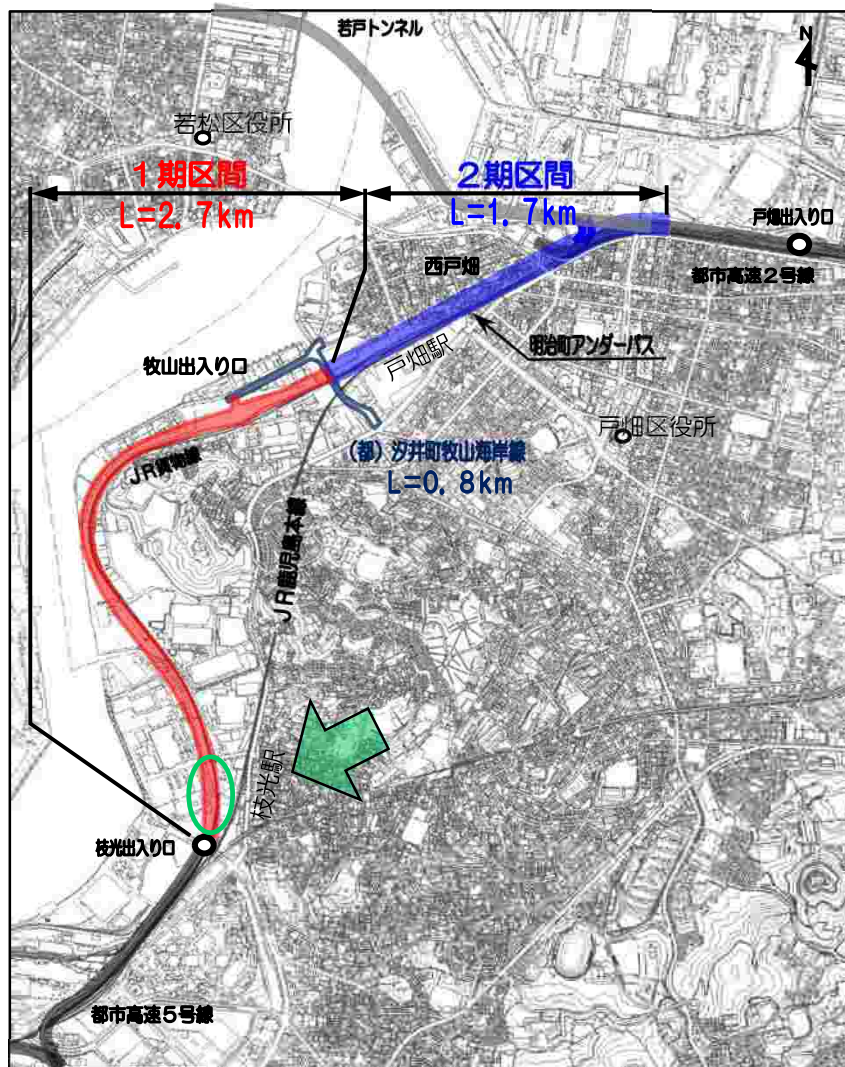 若戸トンネル
N
若松区役所
1期区間
L=2.7km
2期区間
L=1.7km
戸畑出入り口
都市高速2号線
西戸畑
明治町アンダーパス
戸畑駅
牧山出入り口
戸畑区役所
(都)汐井町牧山海岸線
L=0.8km
JR貨物線
JR鹿児島本線
枝光駅
枝光出入り口
都市高速5号線